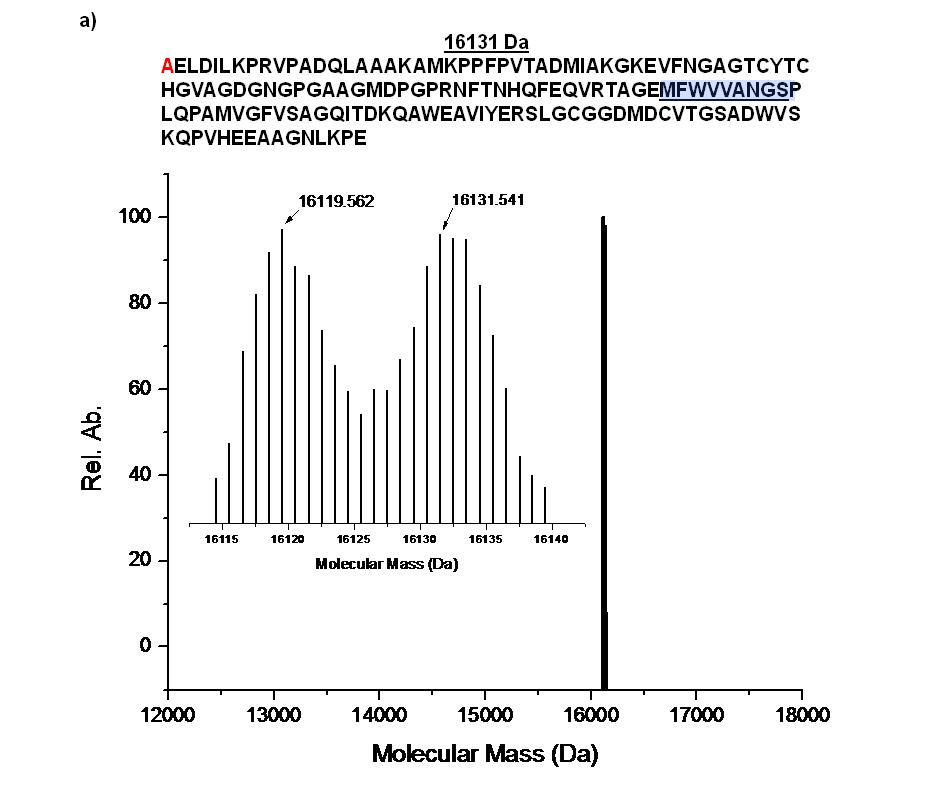 a)
16131 Da
AELDILKPRVPADQLAAAKAMKPPFPVTADMIAKGKEVFNGAGTCYTC
HGVAGDGNGPGAAGMDPGPRNFTNHQFEQVRTAGEMFWVVANGSP
LQPAMVGFVSAGQITDKQAWEAVIYERSLGCGGDMDCVTGSADWVS
KQPVHEEAAGNLKPE
16119.562
16131.541
100
80
60
40
20
0
Rel. Ab.
16115
16120
16125
16130
16135
16140
Molecular Mass (Da)
12000
13000
14000
15000
16000
17000
18000
Molecular Mass (Da)